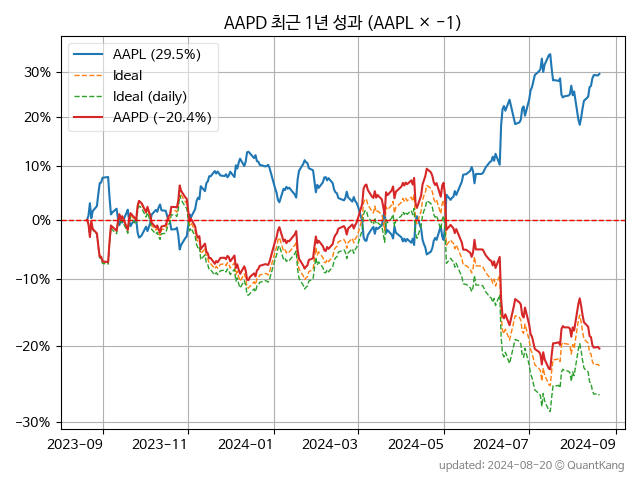 AAPD 최근 1년 성과 (AAPL × −1)
AAPL (29.5%)
Ideal
Ideal (daily)
AAPD (−20.4%)
30%
20%
10%
0%
−10%
−20%
−30%
2023-09
2023-11
2024-01
2024-03
2024-05
2024-07
2024-09
updated: 2024-08-20 © QuantKang